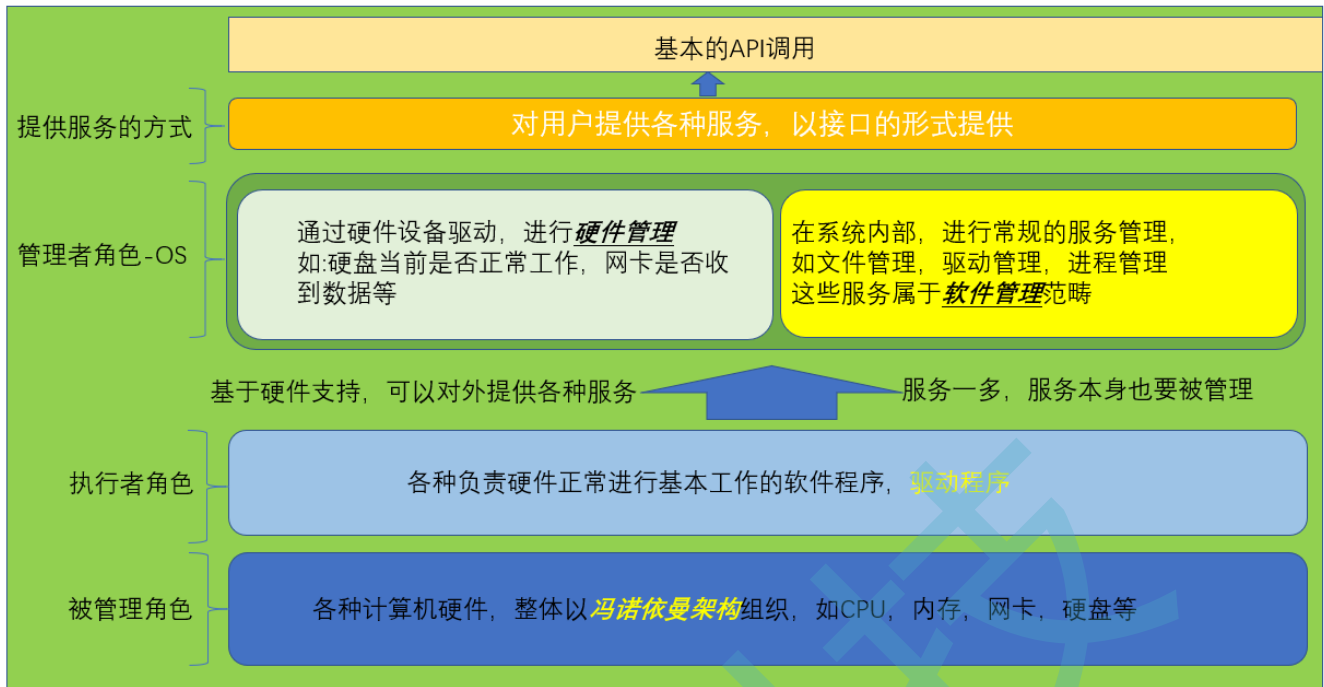 基本的API调用
提供服务的方式
对用户提供各种服务，以接口的形式提供
管理者角色-OS
通过硬件设备驱动，进行硬件管理
如:硬盘当前是否正常工作，网卡是否收
到数据等
在系统内部，进行常规的服务管理，
如文件管理，驱动管理，进程管理
这些服务属于软件管理范畴
基于硬件支持，可以对外提供各种服务
服务一多，服务本身也要被管理
执行者角色
各种负责硬件正常进行基本工作的软件程序，驱动程序
被管理角色
各种计算机硬件，整体以冯诺依曼架构组织，如CPU，内存，网卡，硬盘等